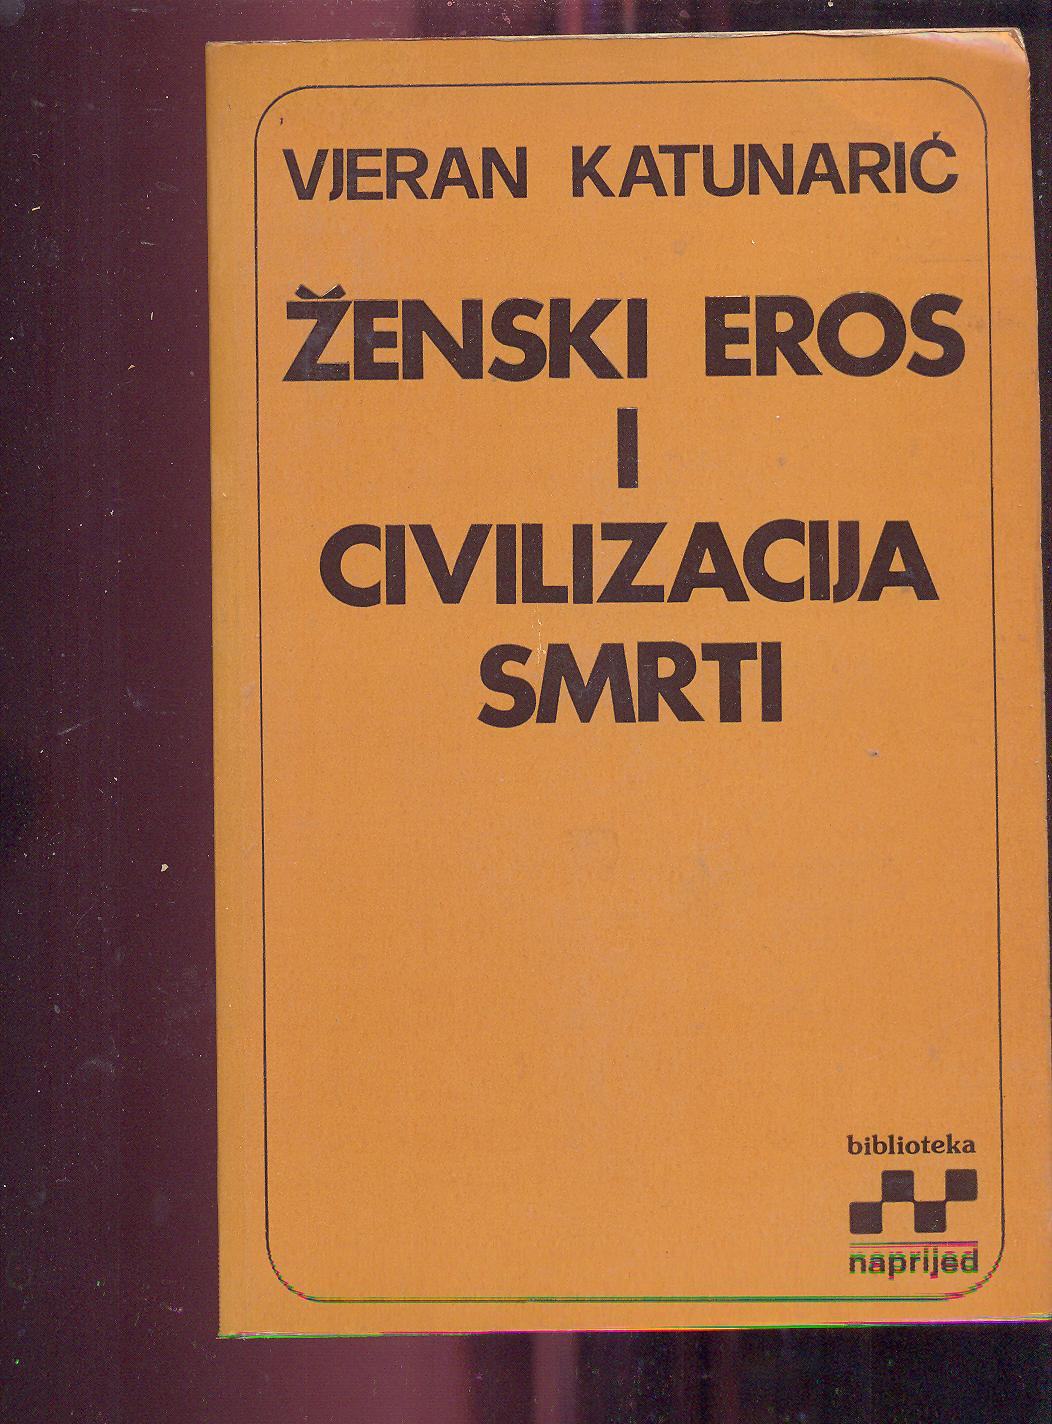 VJERAN KATUNARIĆ
ŽENSKI EROS
I
CIVILIZACIJA
SMRTI
biblioteka
naprijed